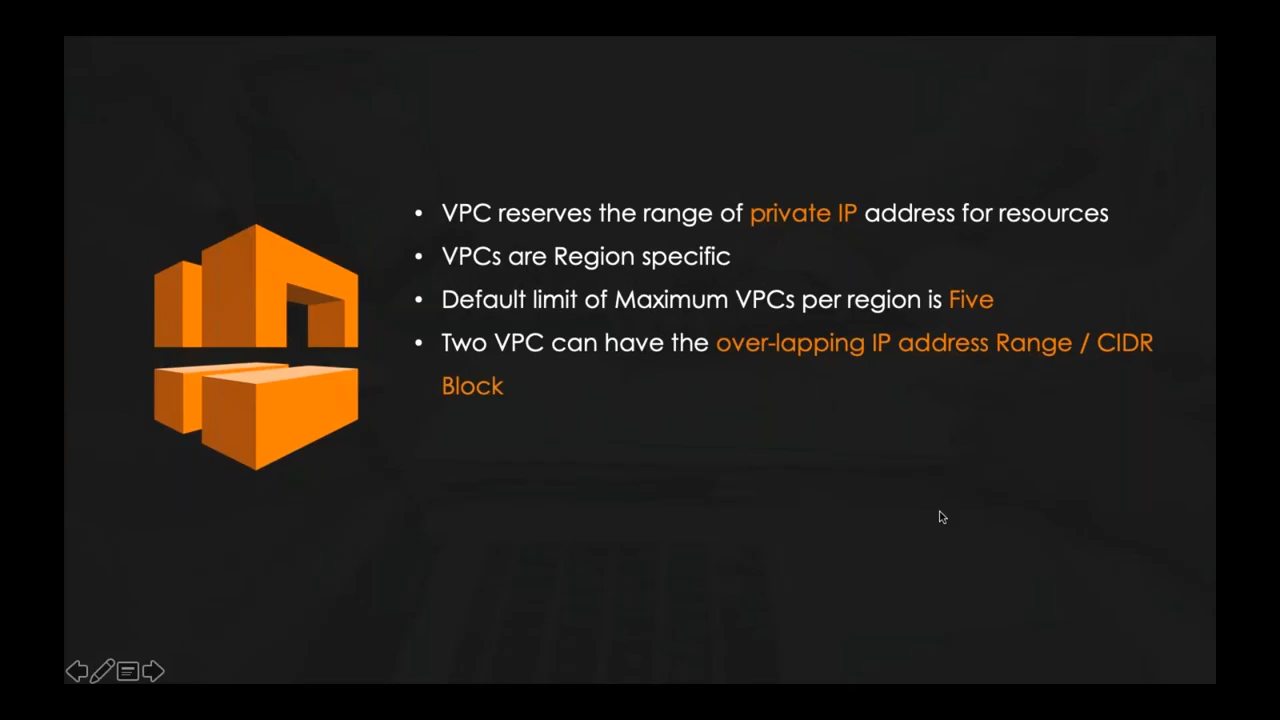 • VPC reserves the range of private IP address for resources
• VPCs are Region specific
• Default limit of Maximum VPCs per region is Five
• Two VPC can have the over-lapping IP address Range / CIDR
Block